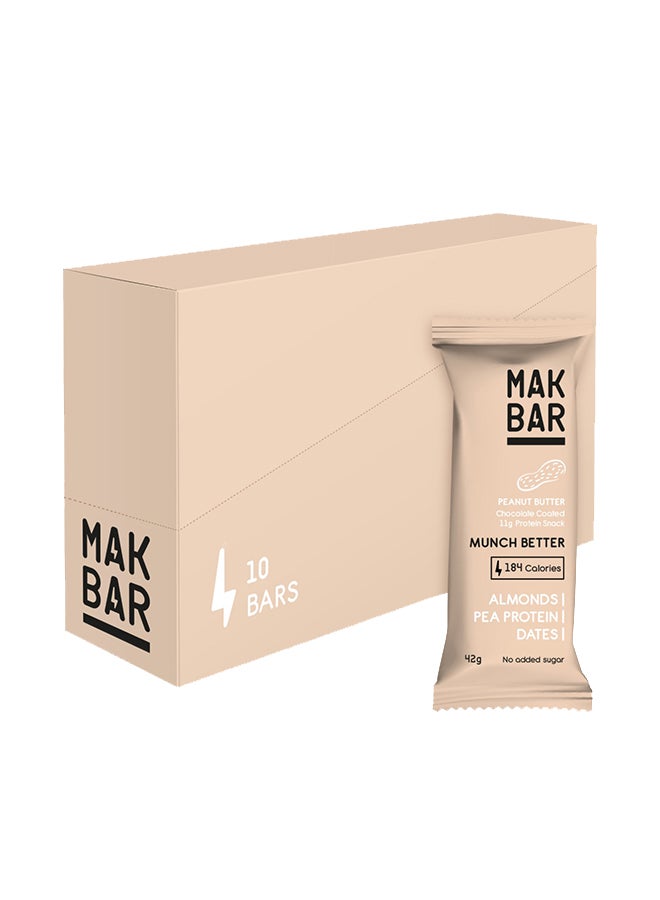 MAK
BAR
10
BARS
MAK
BAR
PEANUT BUTTER
Chocolate Coated
11g Protein Snack
MUNCH BETTER
184 Calories
ALMONDS|
PEA PROTEIN|
DATES|
42g No added sugar